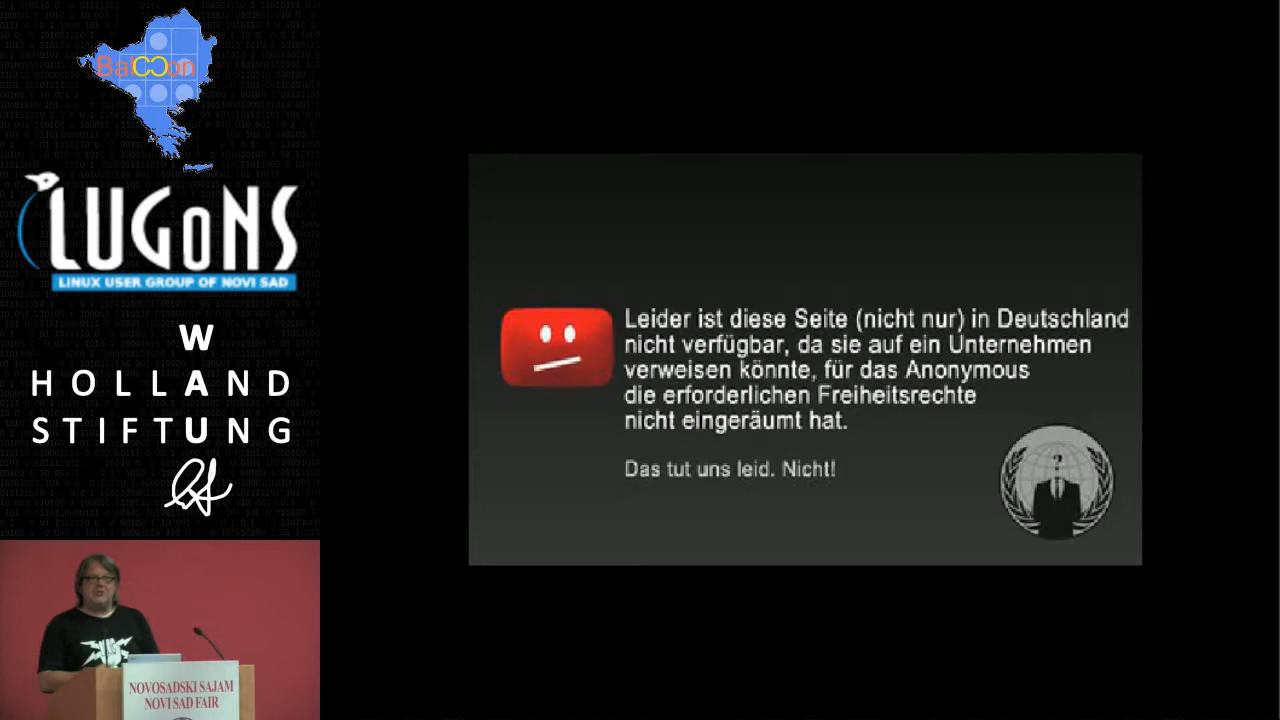 BalCCon
LUGoNS
LINUX USER GROUP OF NOVI SAD
W
HOLLAND
STIFTUNG
Leider ist diese Seite (nicht nur) in Deutschland
nicht verfügbar, da sie auf ein Unternehmen
verweisen könnte, für das Anonymous
die erforderlichen Freiheitsrechte
nicht eingeräumt hat.
Das tut uns leid. Nicht!
?
NOVOSADSKI SAJAM
NOVI SAD FAIR